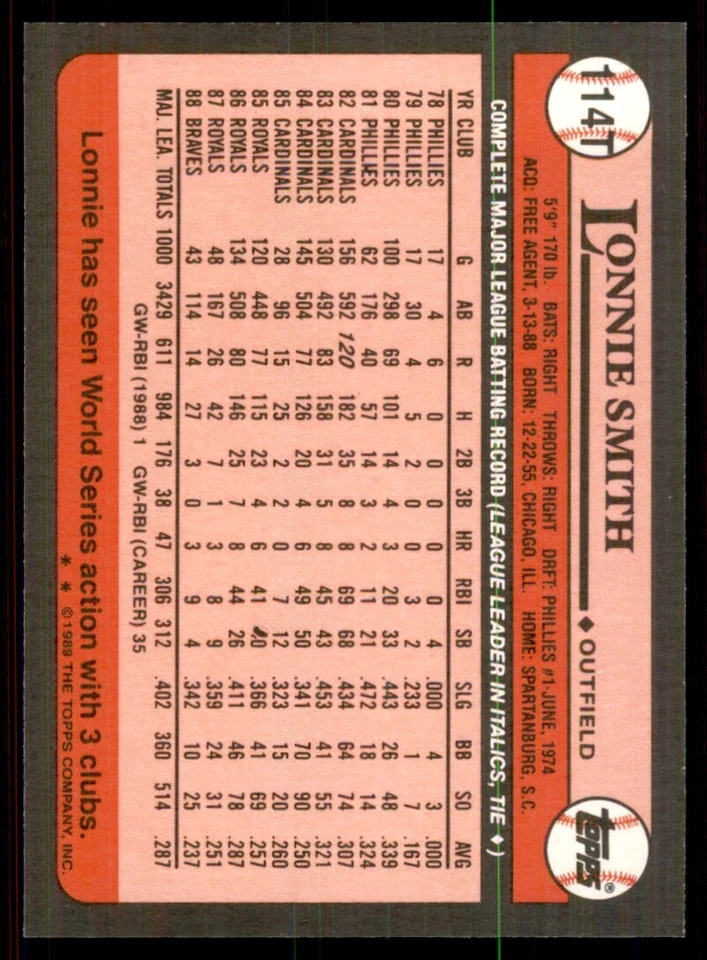 114T
LONNIE SMITH ◆ OUTFIELD
topps®
5'9" 170 lb. BATS: RIGHT THROWS: RIGHT DRFT: PHILLIES #1-JUNE, 1974
ACQ: FREE AGENT, 3-13-88 BORN: 12-22-55, CHICAGO, ILL. HOME: SPARTANBURG, S.C.
COMPLETE MAJOR LEAGUE BATTING RECORD (LEAGUE LEADER IN ITALICS, TIE ◆)
YR CLUB G AB R H 2B 3B HR RBI SB SLG BB SO AVG
78 PHILLIES 17 4 6 0 0 0 0 0 4 .000 4 3 .000
79 PHILLIES 17 30 4 5 2 0 0 3 2 .233 1 7 .167
80 PHILLIES 100 298 69 101 14 4 3 20 33 .443 26 48 .339
81 PHILLIES 62 176 40 57 14 3 2 11 21 .472 18 14 .324
82 CARDINALS 156 592 120 182 35 8 8 69 68 .434 64 74 .307
83 CARDINALS 130 492 83 158 31 5 8 45 43 .453 41 55 .321
84 CARDINALS 145 504 77 126 20 4 6 49 50 .341 70 90 .250
85 CARDINALS 28 96 15 25 2 2 0 7 12 .323 15 20 .260
85 ROYALS 120 448 77 115 23 4 6 41 40 .366 41 69 .257
86 ROYALS 134 508 80 146 25 7 8 44 26 .411 46 78 .287
87 ROYALS 48 167 26 42 7 1 3 8 9 .359 24 31 .251
88 BRAVES 43 114 14 27 3 0 3 9 4 .342 10 25 .237
MAJ. LEA. TOTALS 1000 3429 611 984 176 38 47 306 312 .402 360 514 .287
GW-RBI (1988) 1 GW-RBI (CAREER) 35
Lonnie has seen World Series action with 3 clubs.
* * ©1989 THE TOPPS COMPANY, INC.